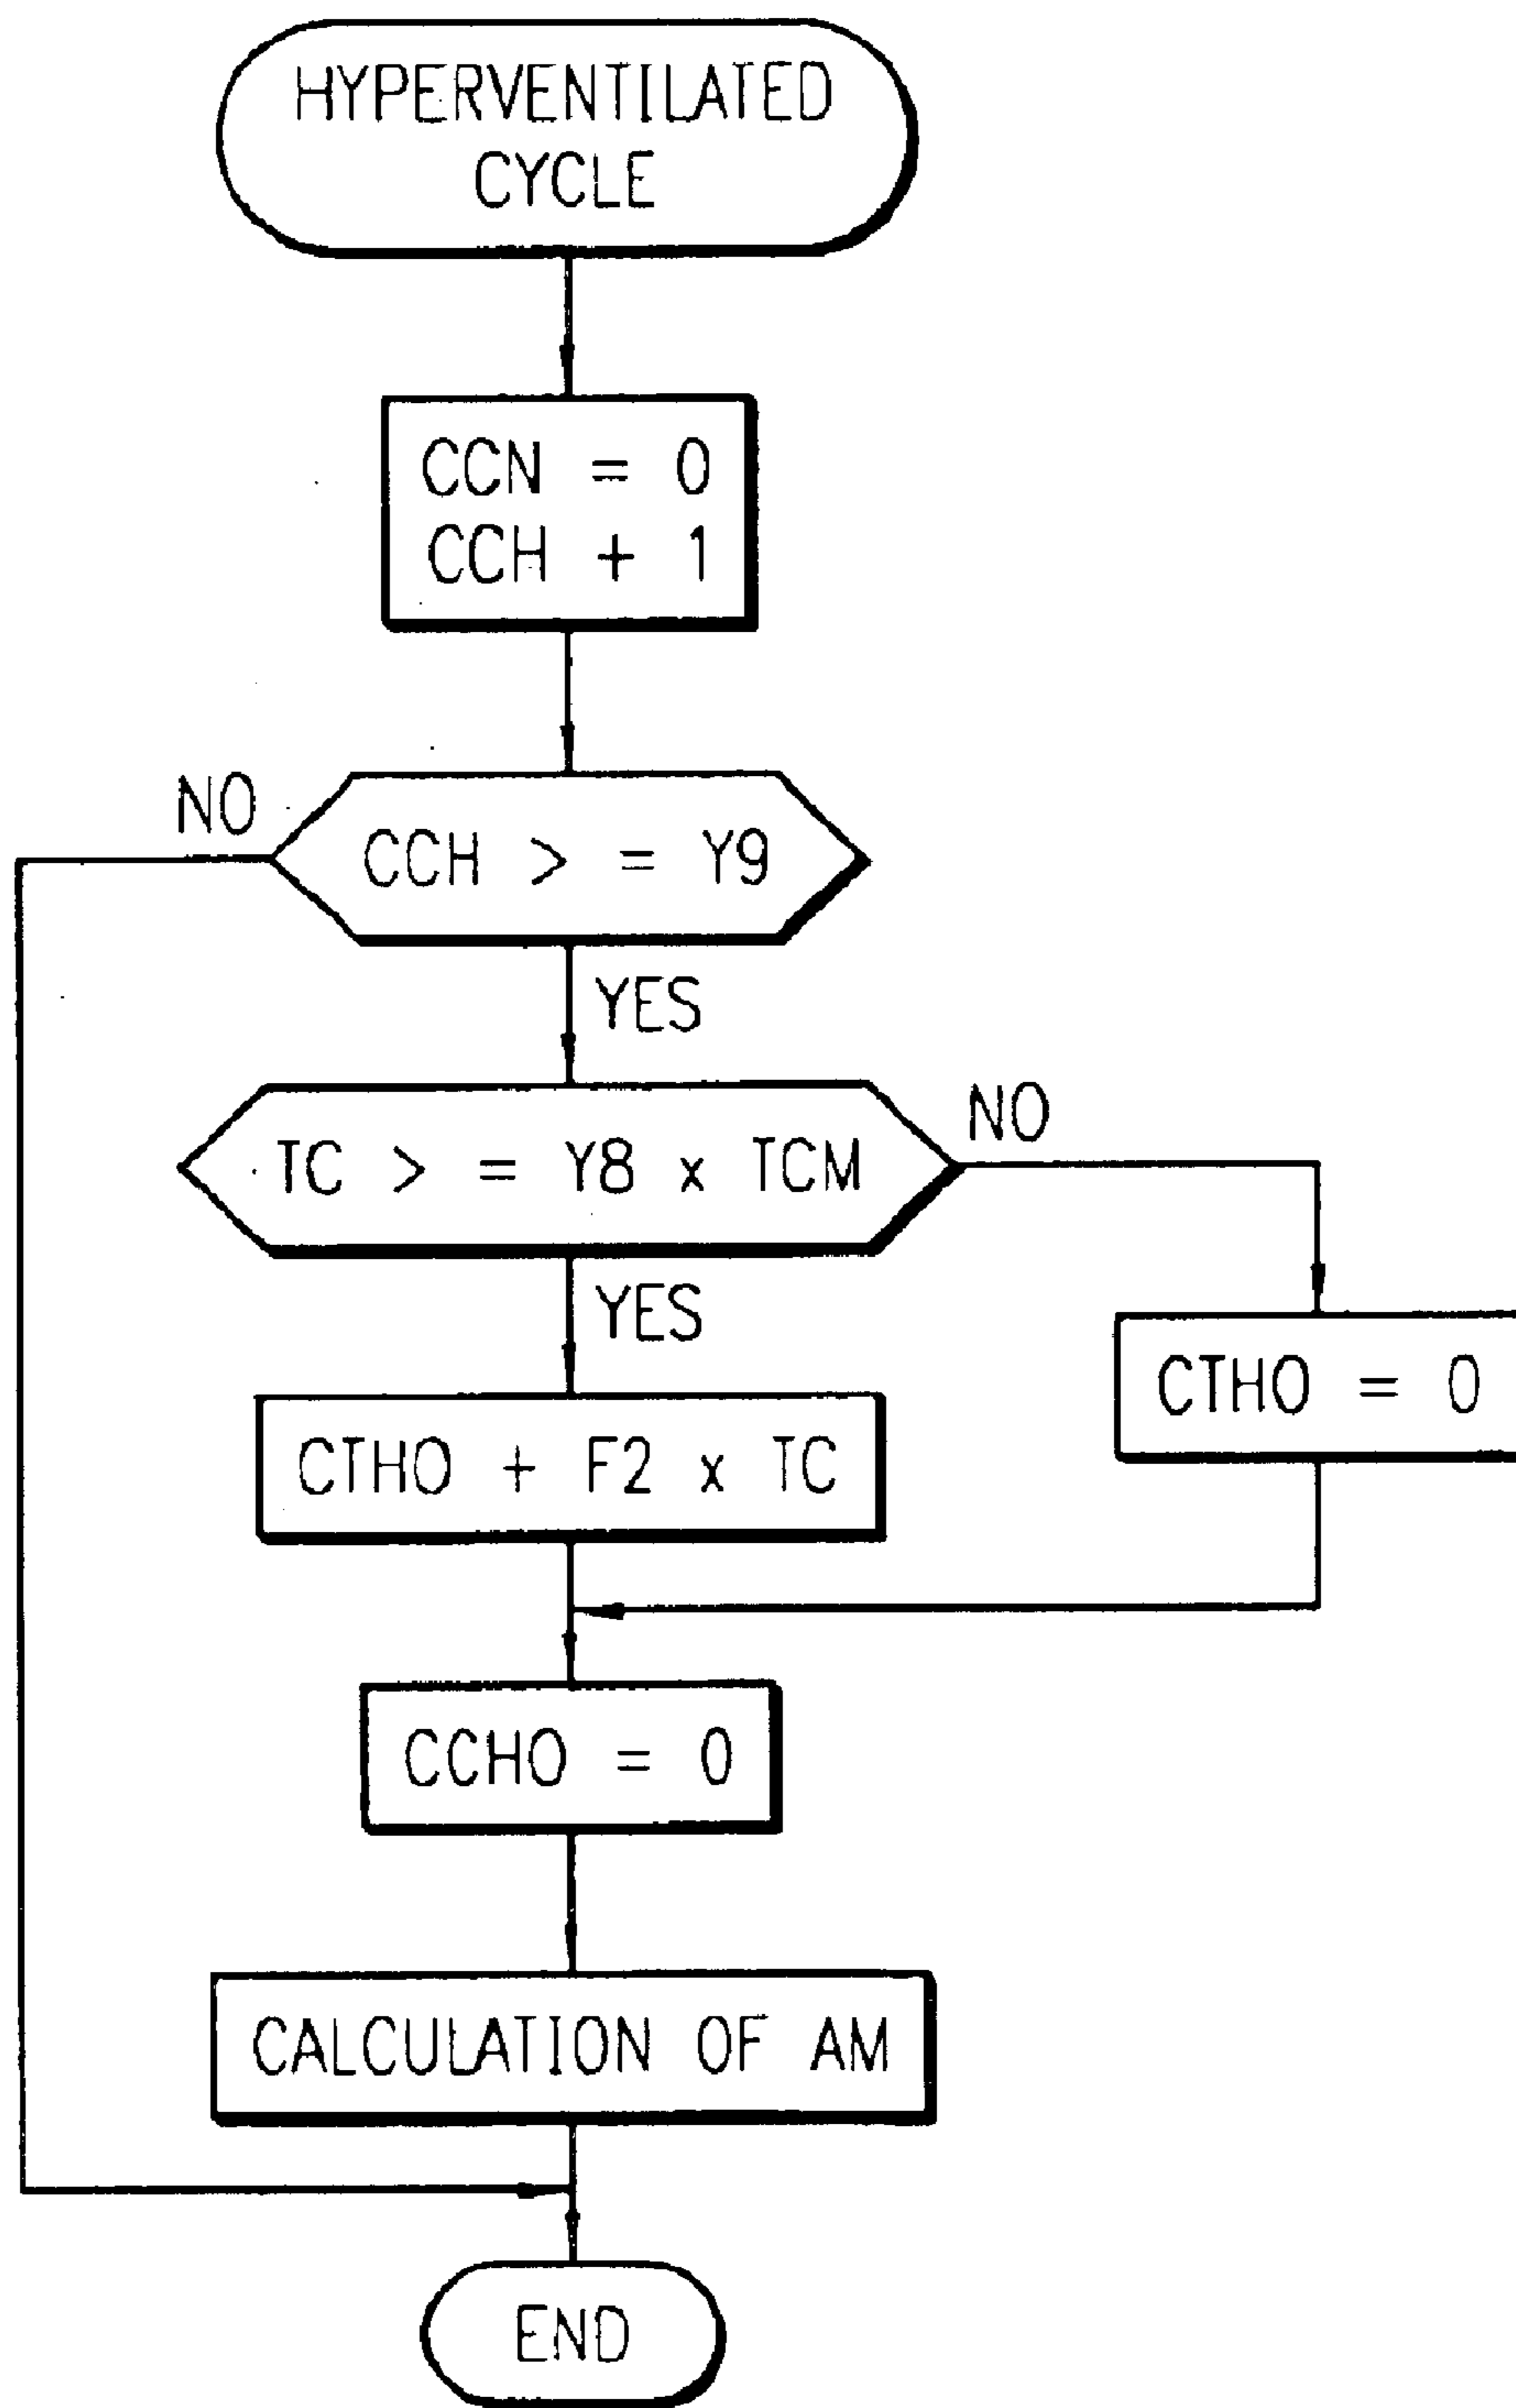 HYPERVENTILATED
CYCLE
CCN = 0
CCH + 1
NO
CCH > = Y9
YES
TC > = Y8 x TCM
NO
YES
CTHO = 0
CTHO + F2 x TC
CCHO = 0
CALCULATION OF AM
END